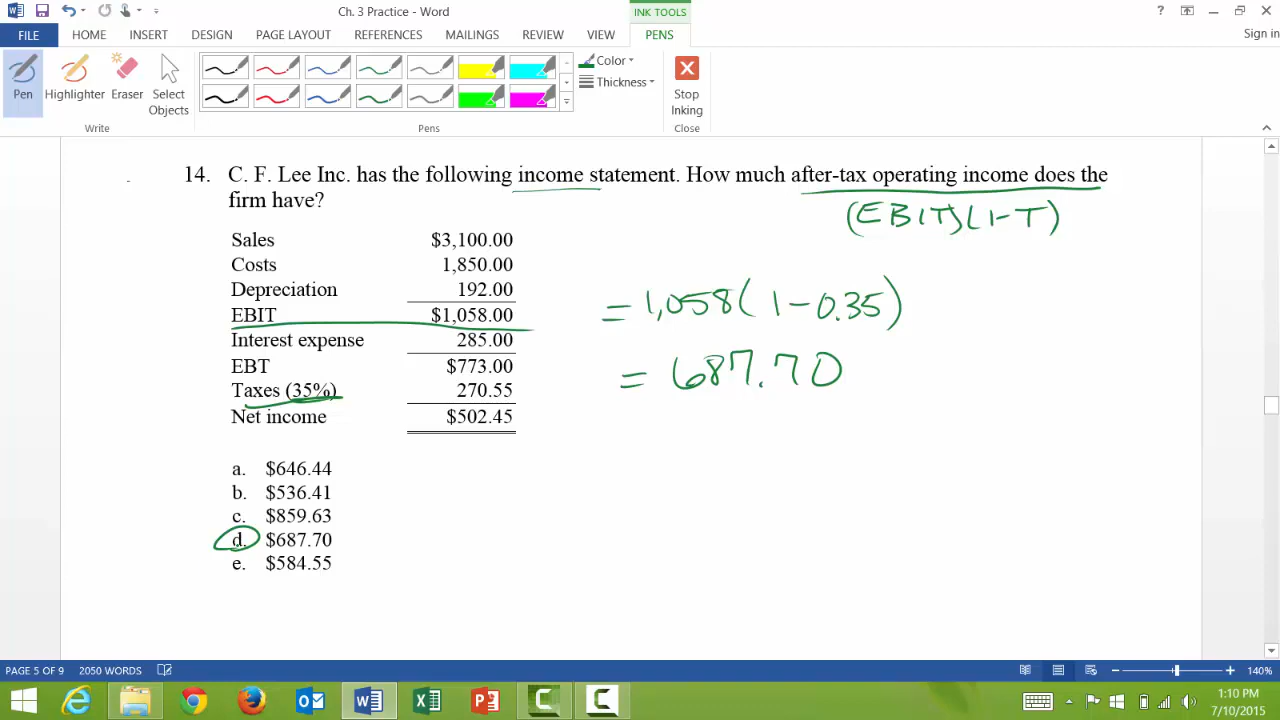 Ch. 3 Practice - Word
INK TOOLS
?
FILE
HOME
INSERT
DESIGN
PAGE LAYOUT
REFERENCES
MAILINGS
REVIEW
VIEW
PENS
Sign in
Pen
Highlighter
Eraser
Select Objects
Color
Thickness
Stop Inking
Write
Pens
Close
14. C. F. Lee Inc. has the following income statement. How much after-tax operating income does the
firm have?
(EBIT)(1-T)
Sales $3,100.00
Costs 1,850.00
Depreciation 192.00
EBIT $1,058.00
Interest expense 285.00
EBT $773.00
Taxes (35%) 270.55
Net income $502.45
= 1,058(1-0.35)
= 687.70
a. $646.44
b. $536.41
c. $859.63
d. $687.70
e. $584.55
PAGE 5 OF 9
2050 WORDS
140%
1:10 PM
7/10/2015